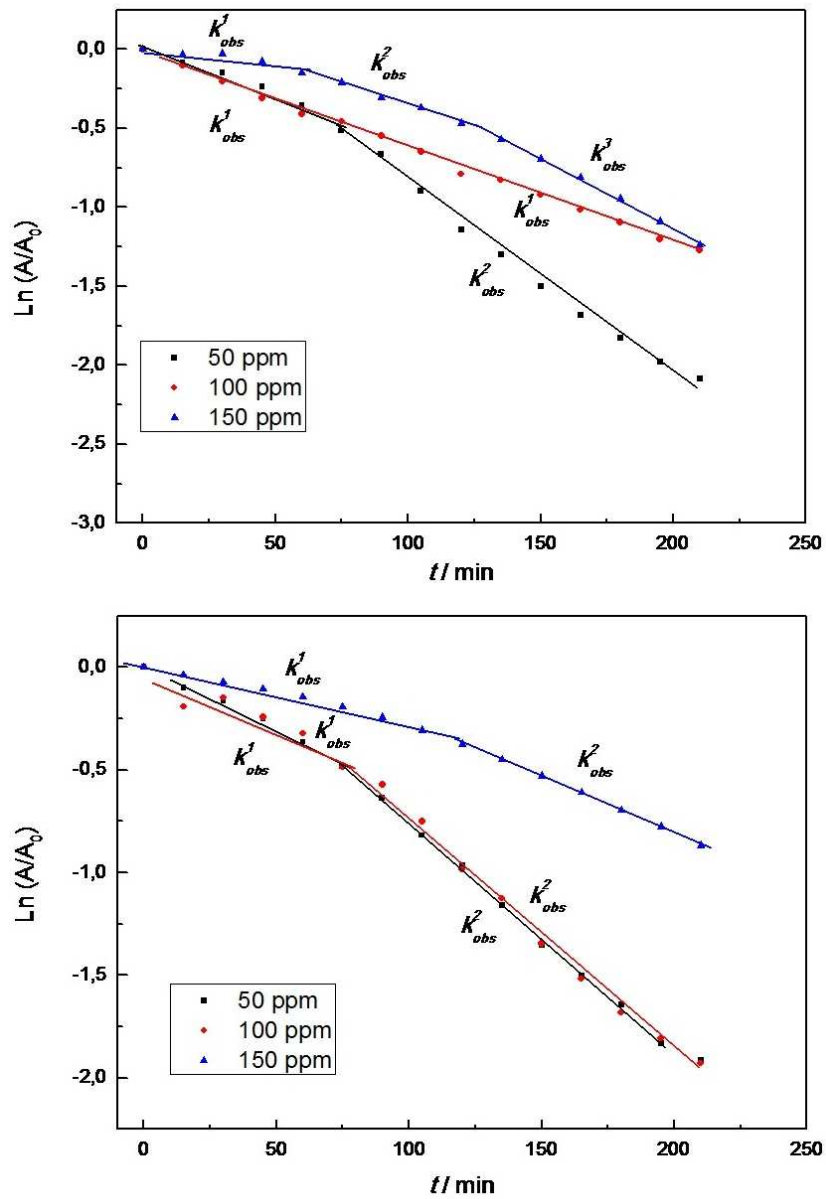 k¹obs
0,0
k²obs
-0,5
k¹obs
k³obs
-1,0
k¹obs
Ln (A/A₀)
k²obs
-1,5
50 ppm
-2,0
100 ppm
150 ppm
-2,5
-3,0
0 50 100 150 200 250
t / min
0,0
k¹obs
k¹obs
k¹obs
-0,5
k²obs
Ln (A/A₀)
-1,0
k²obs
k²obs
-1,5
50 ppm
100 ppm
150 ppm
-2,0
0 50 100 150 200 250
t / min